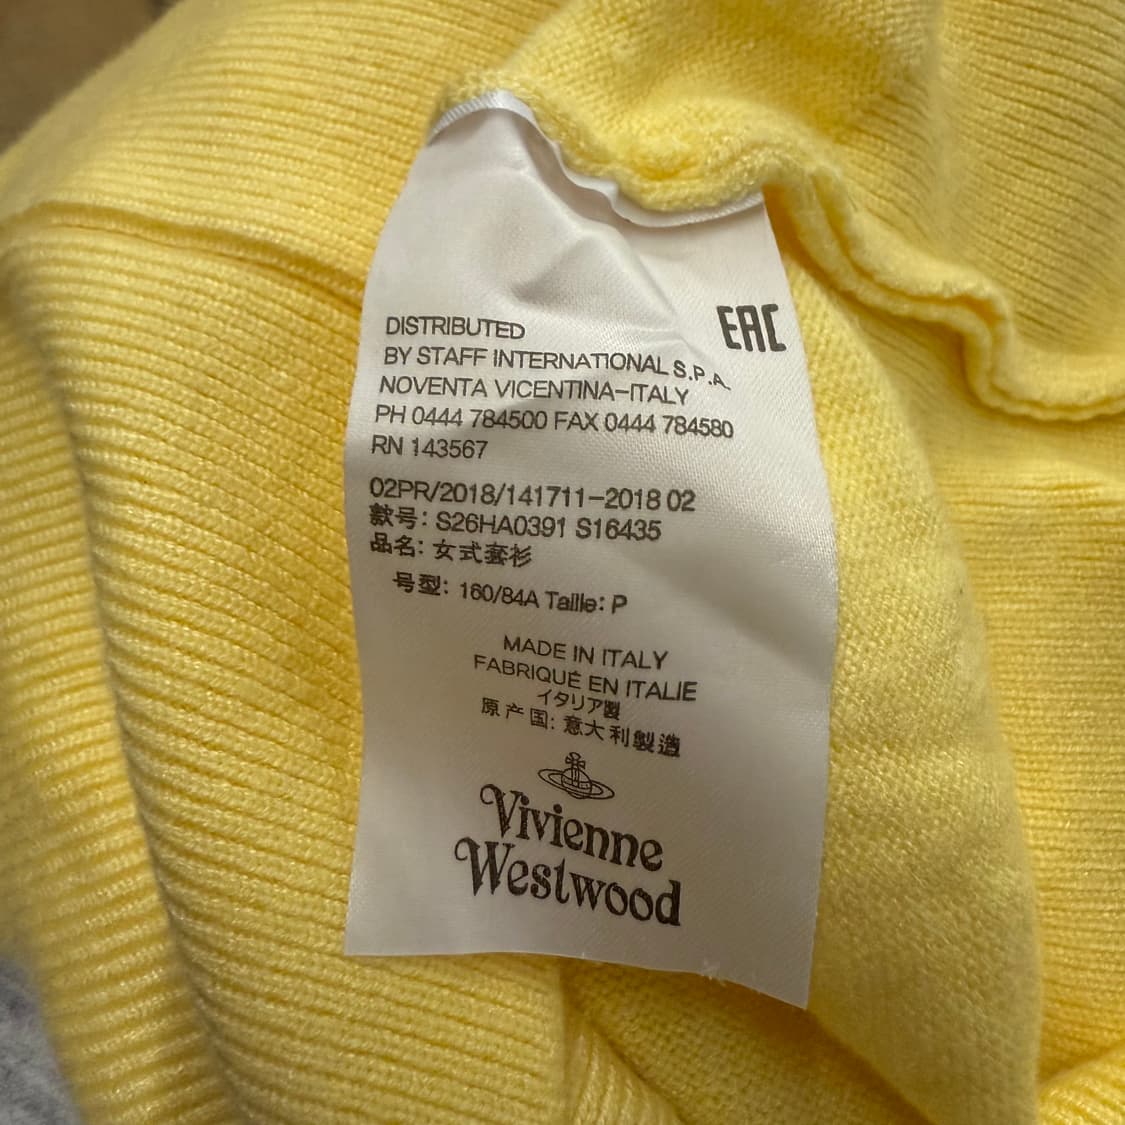 EAC
DISTRIBUTED
BY STAFF INTERNATIONAL S.P.A.
NOVENTA VICENTINA-ITALY
PH 0444 784500 FAX 0444 784580
RN 143567
02PR/2018/141711-2018 02
款号: S26HA0391 S16435
品名: 女式套衫
号型: 160/84A Taille: P
MADE IN ITALY
FABRIQUÉ EN ITALIE
イタリア製
原产国: 意大利製造
Vivienne
Westwood